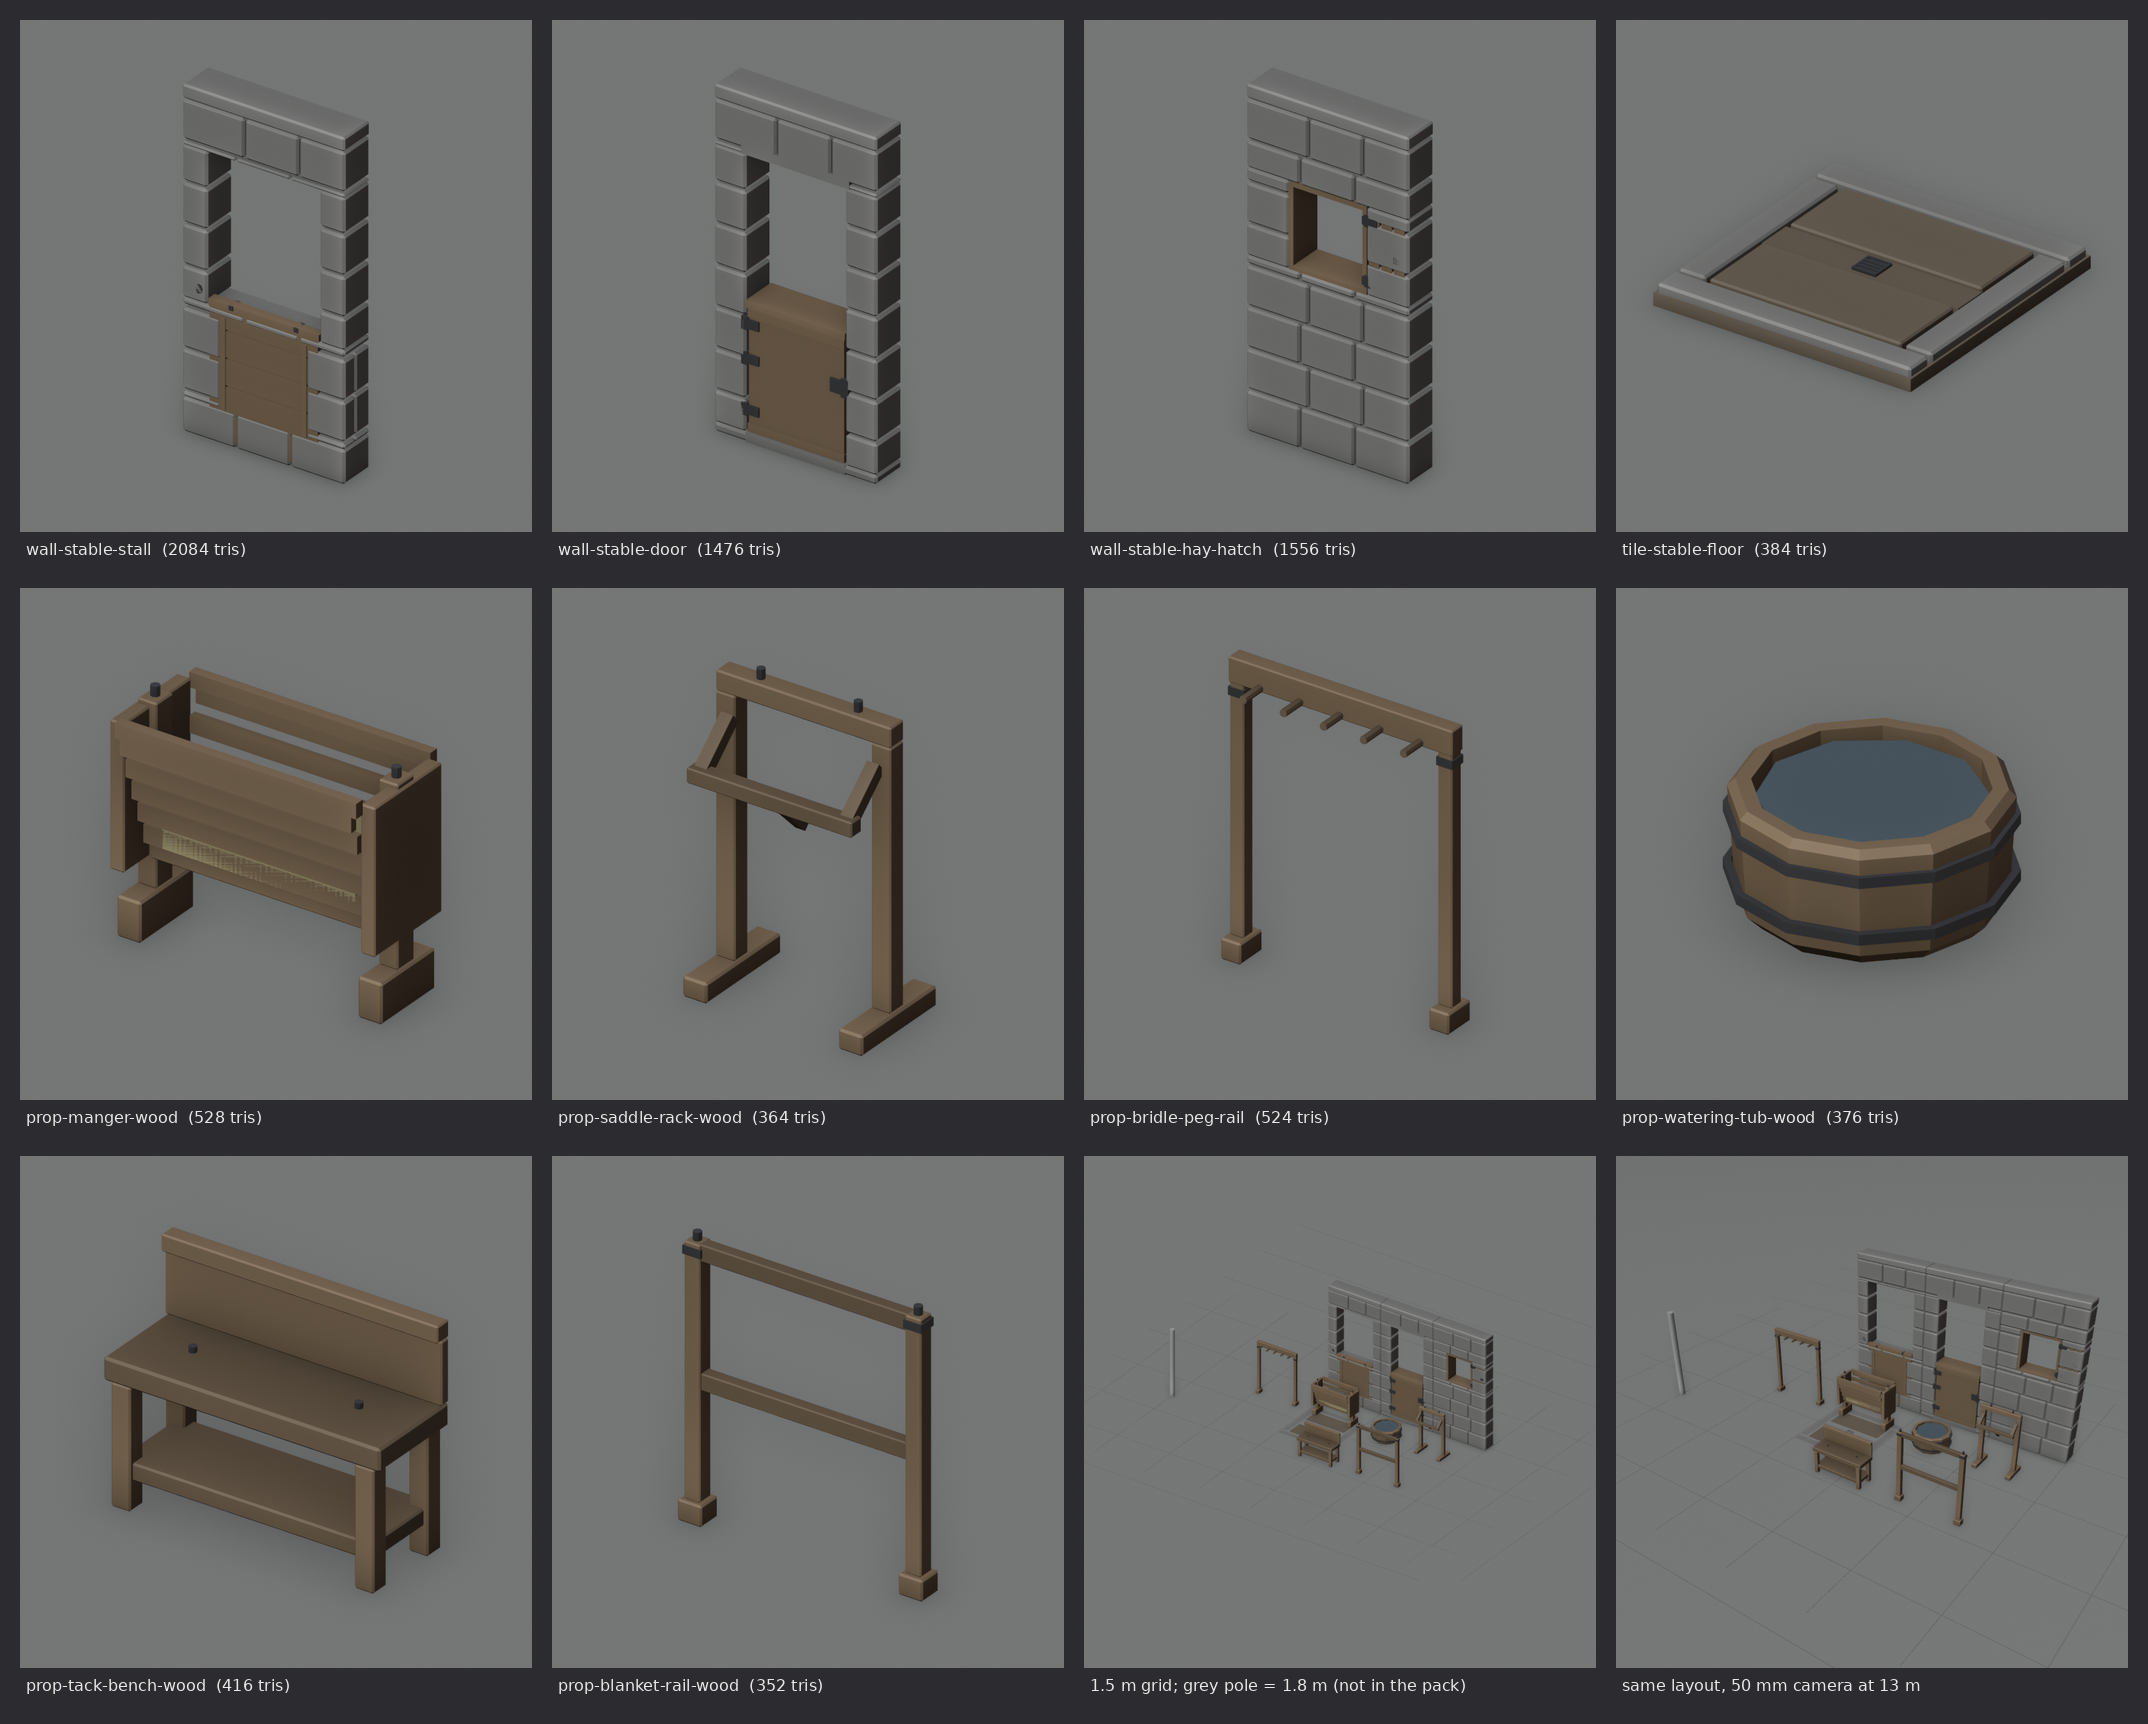 wall-stable-stall (2084 tris)
wall-stable-door (1476 tris)
wall-stable-hay-hatch (1556 tris)
tile-stable-floor (384 tris)
prop-manger-wood (528 tris)
prop-saddle-rack-wood (364 tris)
prop-bridle-peg-rail (524 tris)
prop-watering-tub-wood (376 tris)
prop-tack-bench-wood (416 tris)
prop-blanket-rail-wood (352 tris)
1.5 m grid; grey pole = 1.8 m (not in the pack)
same layout, 50 mm camera at 13 m